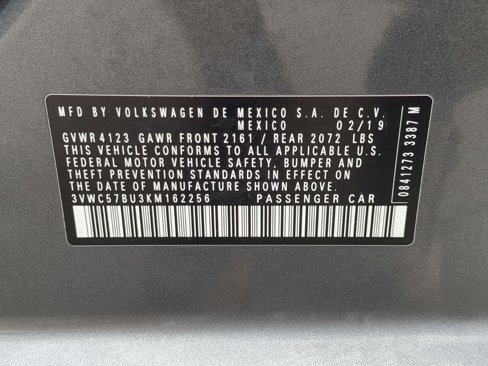 MFD BY VOLKSWAGEN DE MEXICO S.A. DE C.V.
MEXICO 02/19
GVWR 4123 GAWR FRONT 2161 / REAR 2072 LBS
THIS VEHICLE CONFORMS TO ALL APPLICABLE U.S.
FEDERAL MOTOR VEHICLE SAFETY, BUMPER AND
THEFT PREVENTION STANDARDS IN EFFECT ON
THE DATE OF MANUFACTURE SHOWN ABOVE.
3VWC57BU3KM162256 PASSENGER CAR
0841273 3387 M